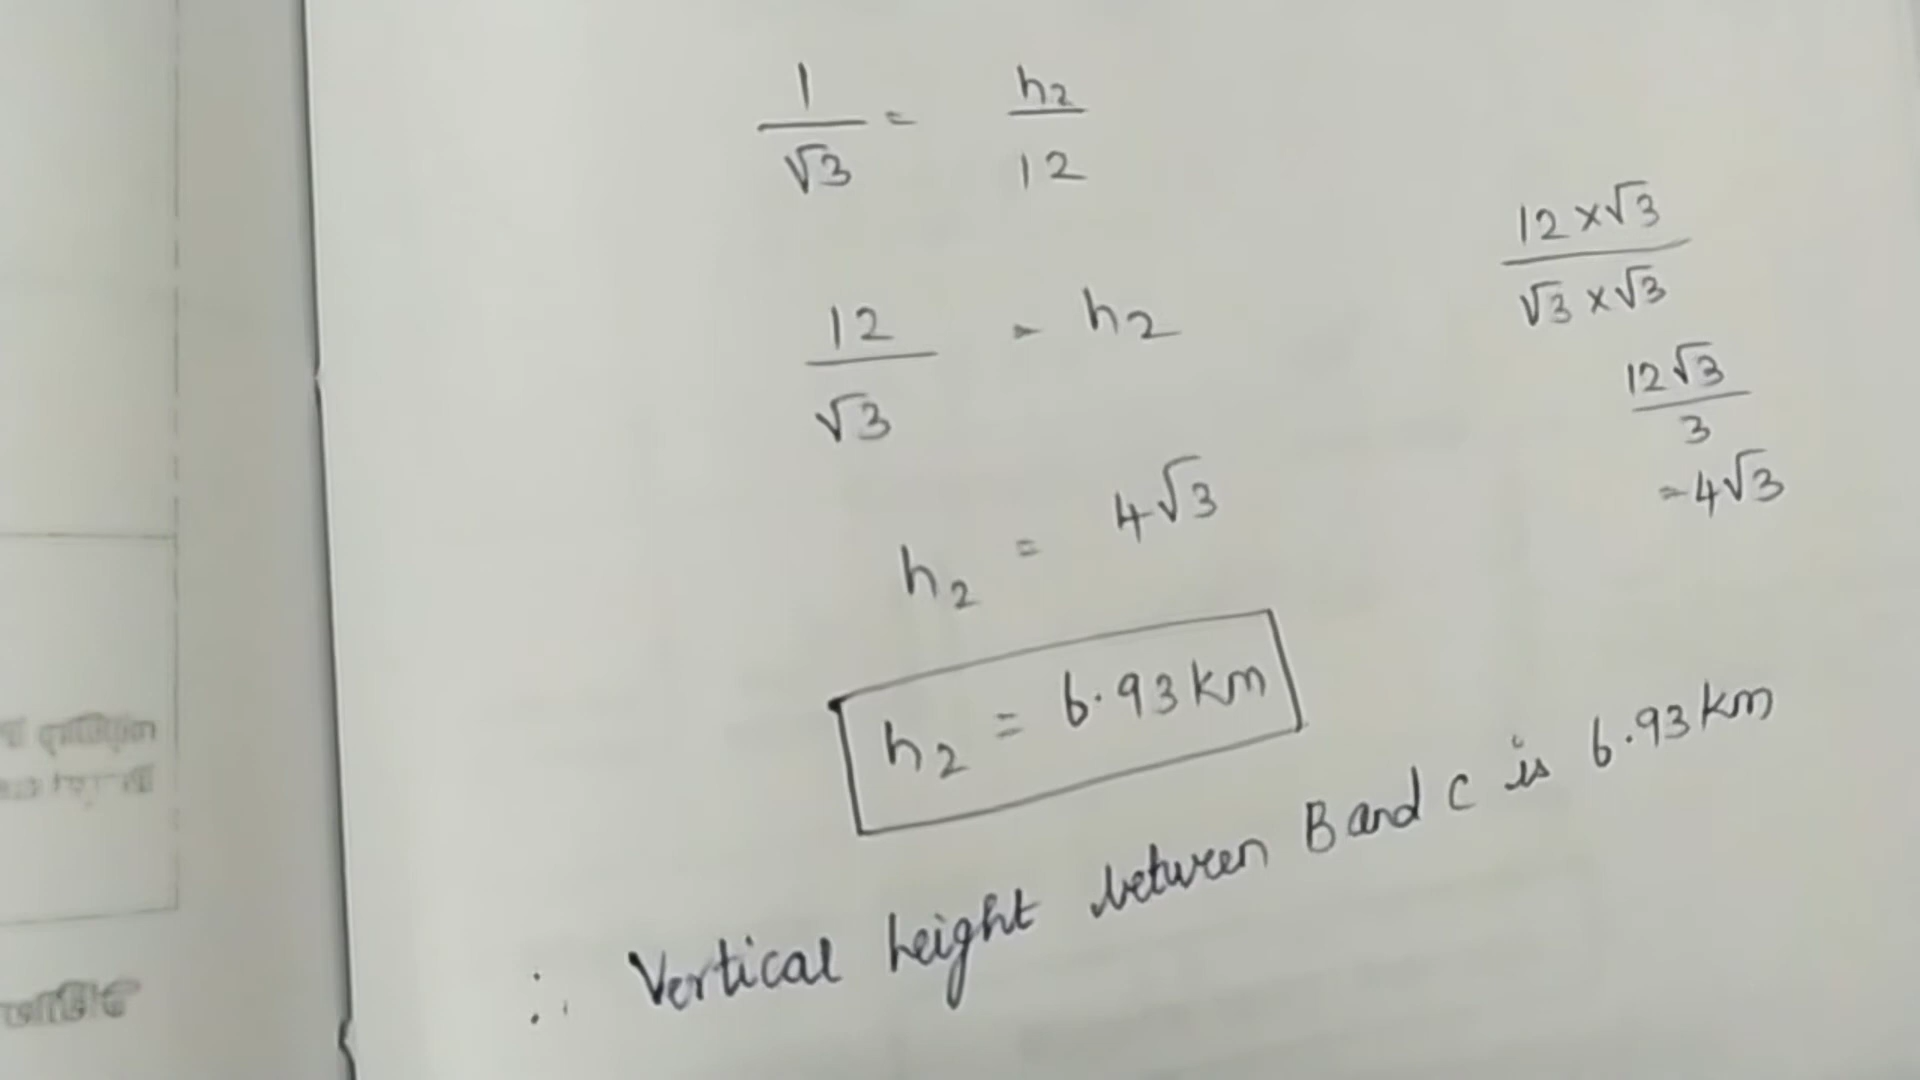 1/√3 = h₂/12
12/√3 = h₂
h₂ = 4√3
h₂ = 6.93 km
∴ Vertical height between B and C is 6.93 km
12 × √3
√3 × √3
12√3
3
= 4√3